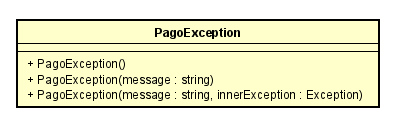 PagoException
+ PagoException()
+ PagoException(message : string)
+ PagoException(message : string, innerException : Exception)